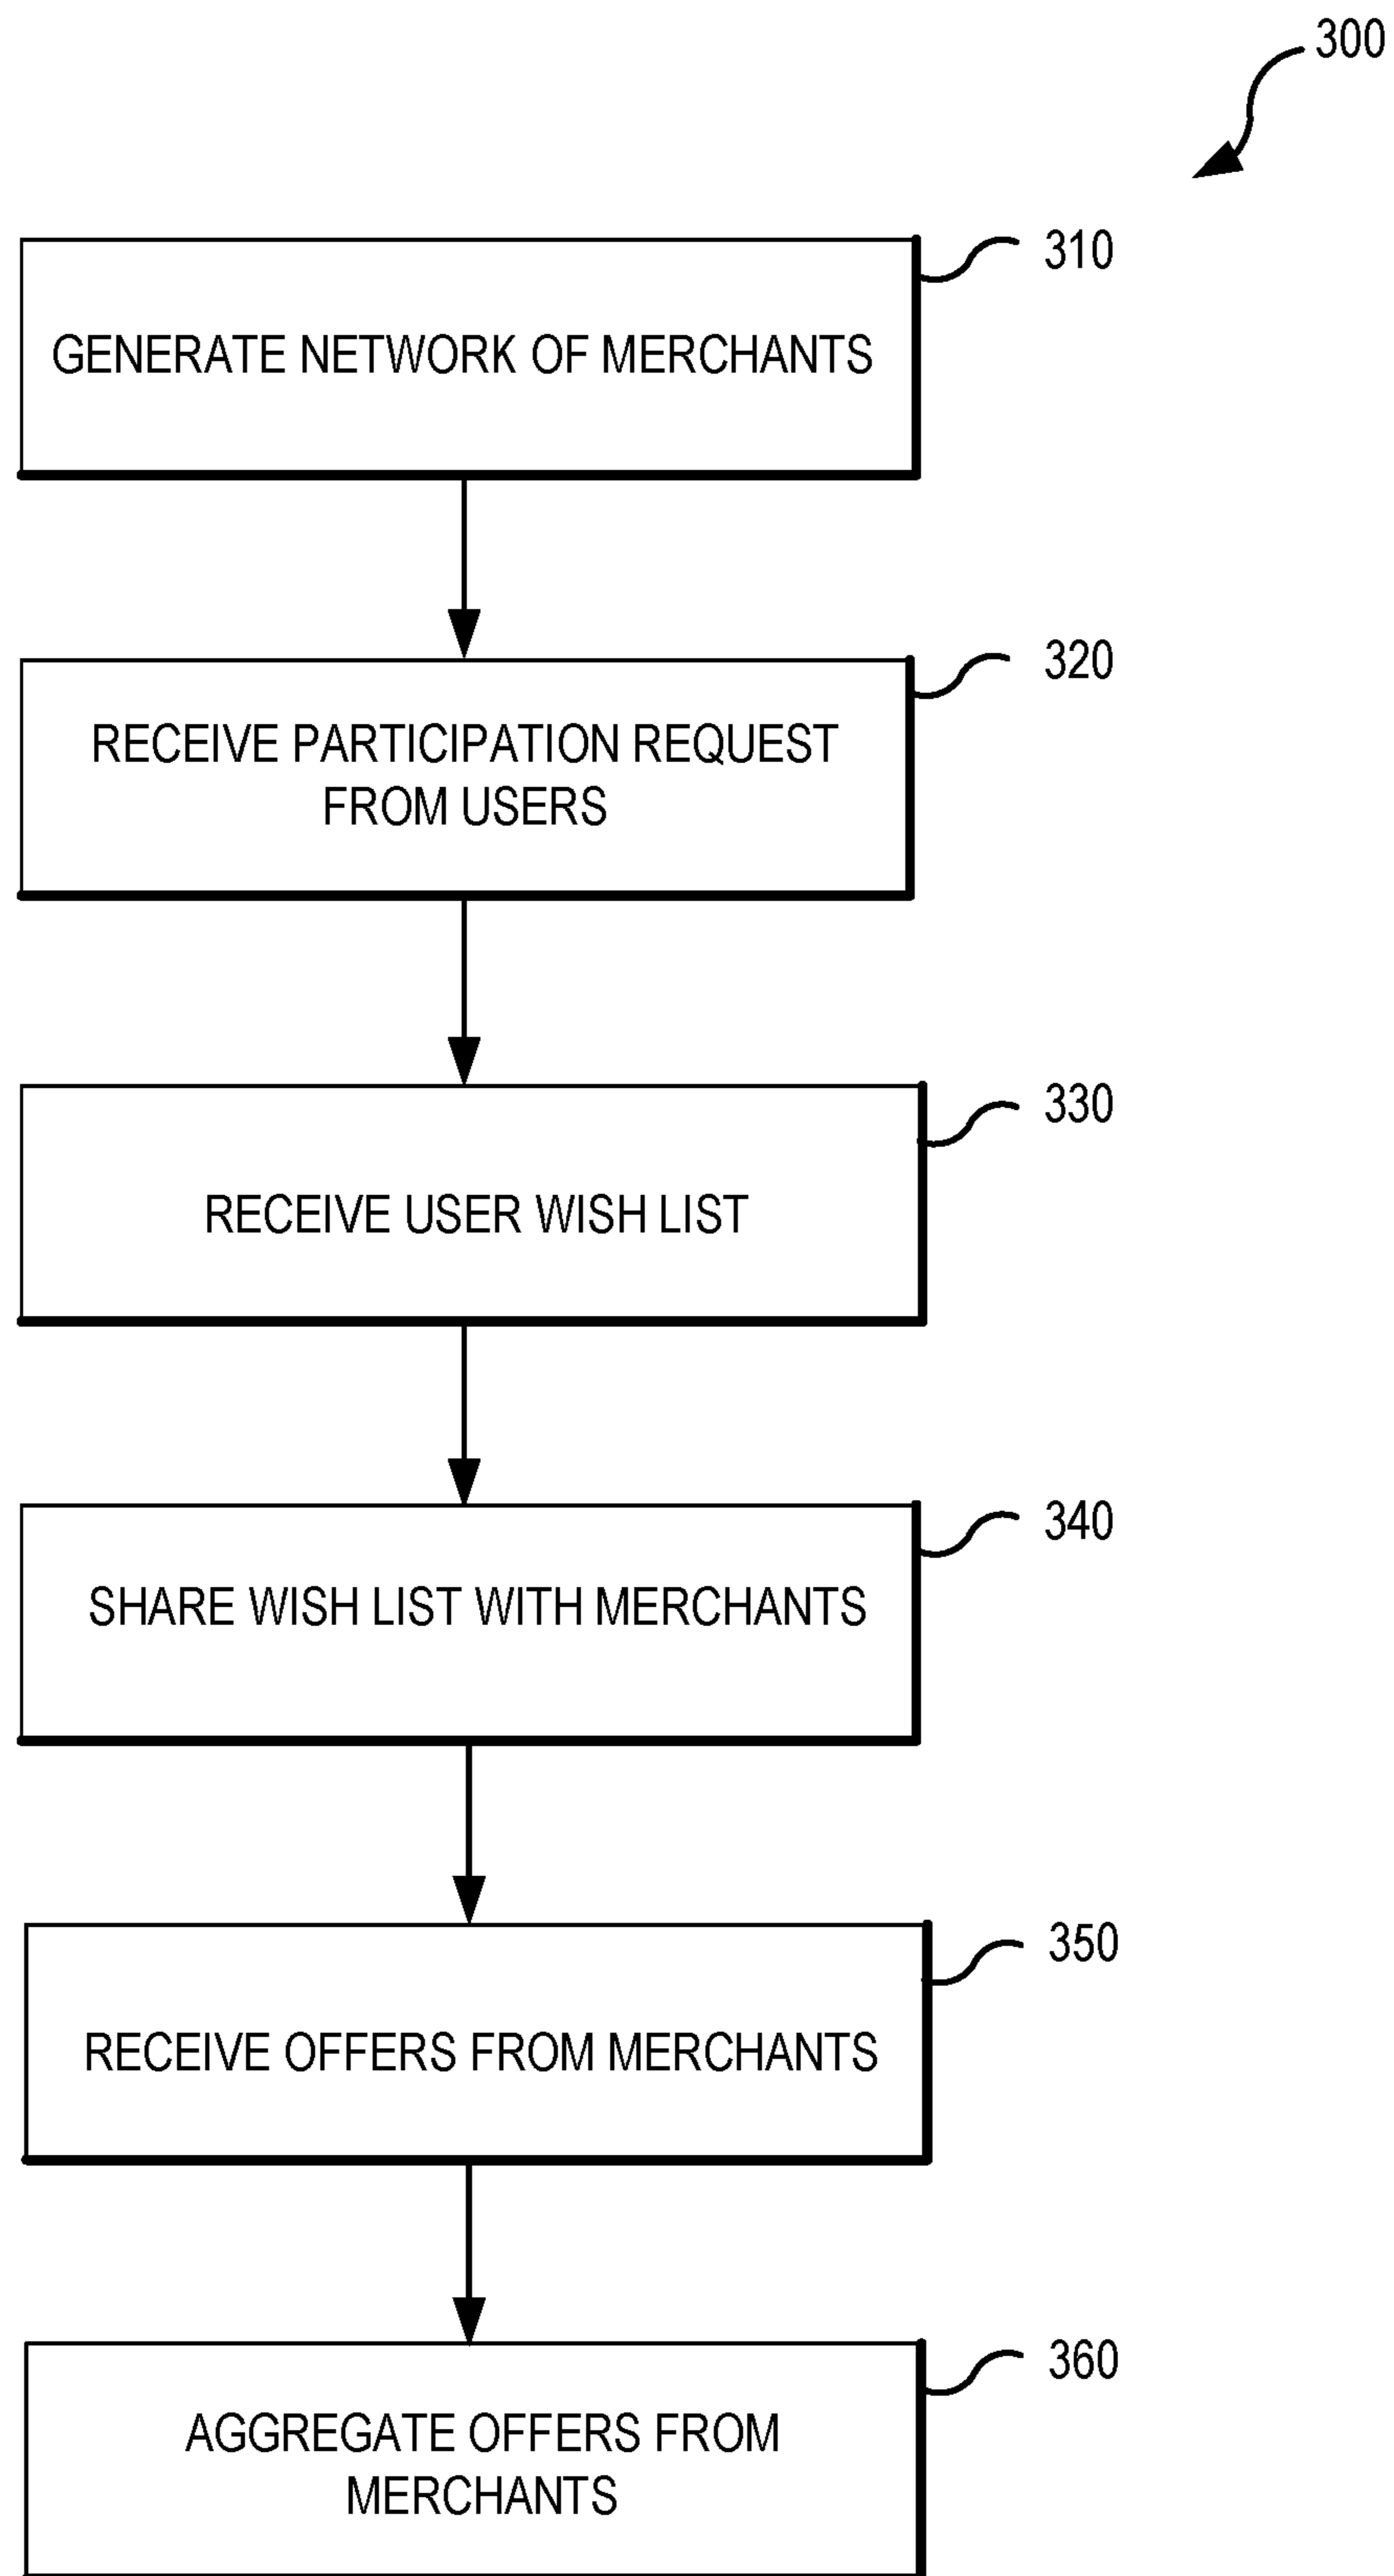 300
310
GENERATE NETWORK OF MERCHANTS
320
RECEIVE PARTICIPATION REQUEST
FROM USERS
330
RECEIVE USER WISH LIST
340
SHARE WISH LIST WITH MERCHANTS
350
RECEIVE OFFERS FROM MERCHANTS
360
AGGREGATE OFFERS FROM
MERCHANTS